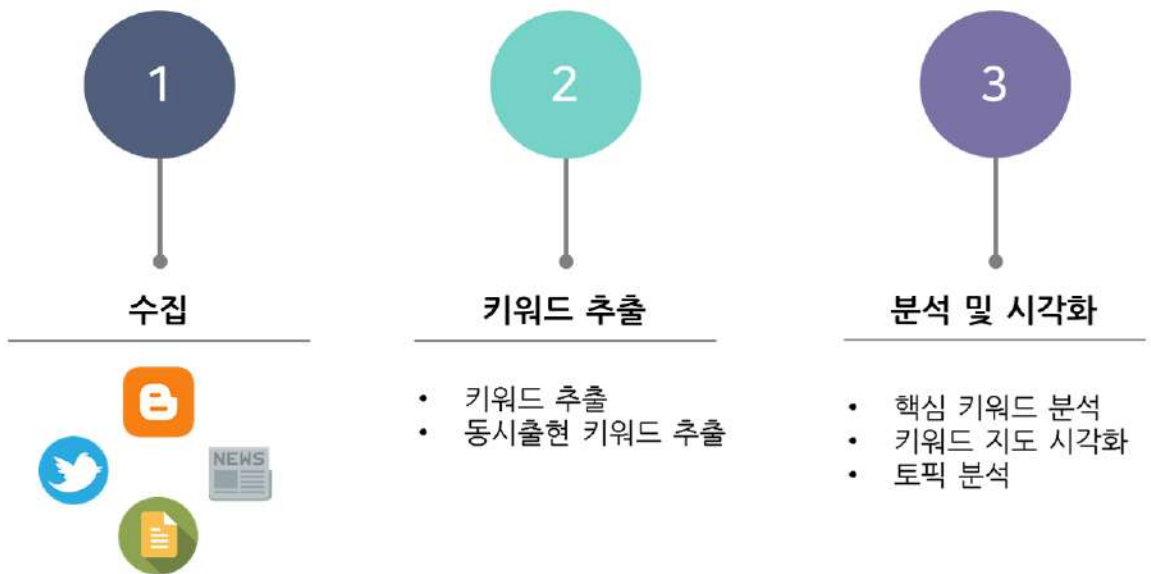 1
2
3
수집
키워드 추출
분석 및 시각화
NEWS
• 키워드 추출
• 동시출현 키워드 추출
• 핵심 키워드 분석
• 키워드 지도 시각화
• 토픽 분석